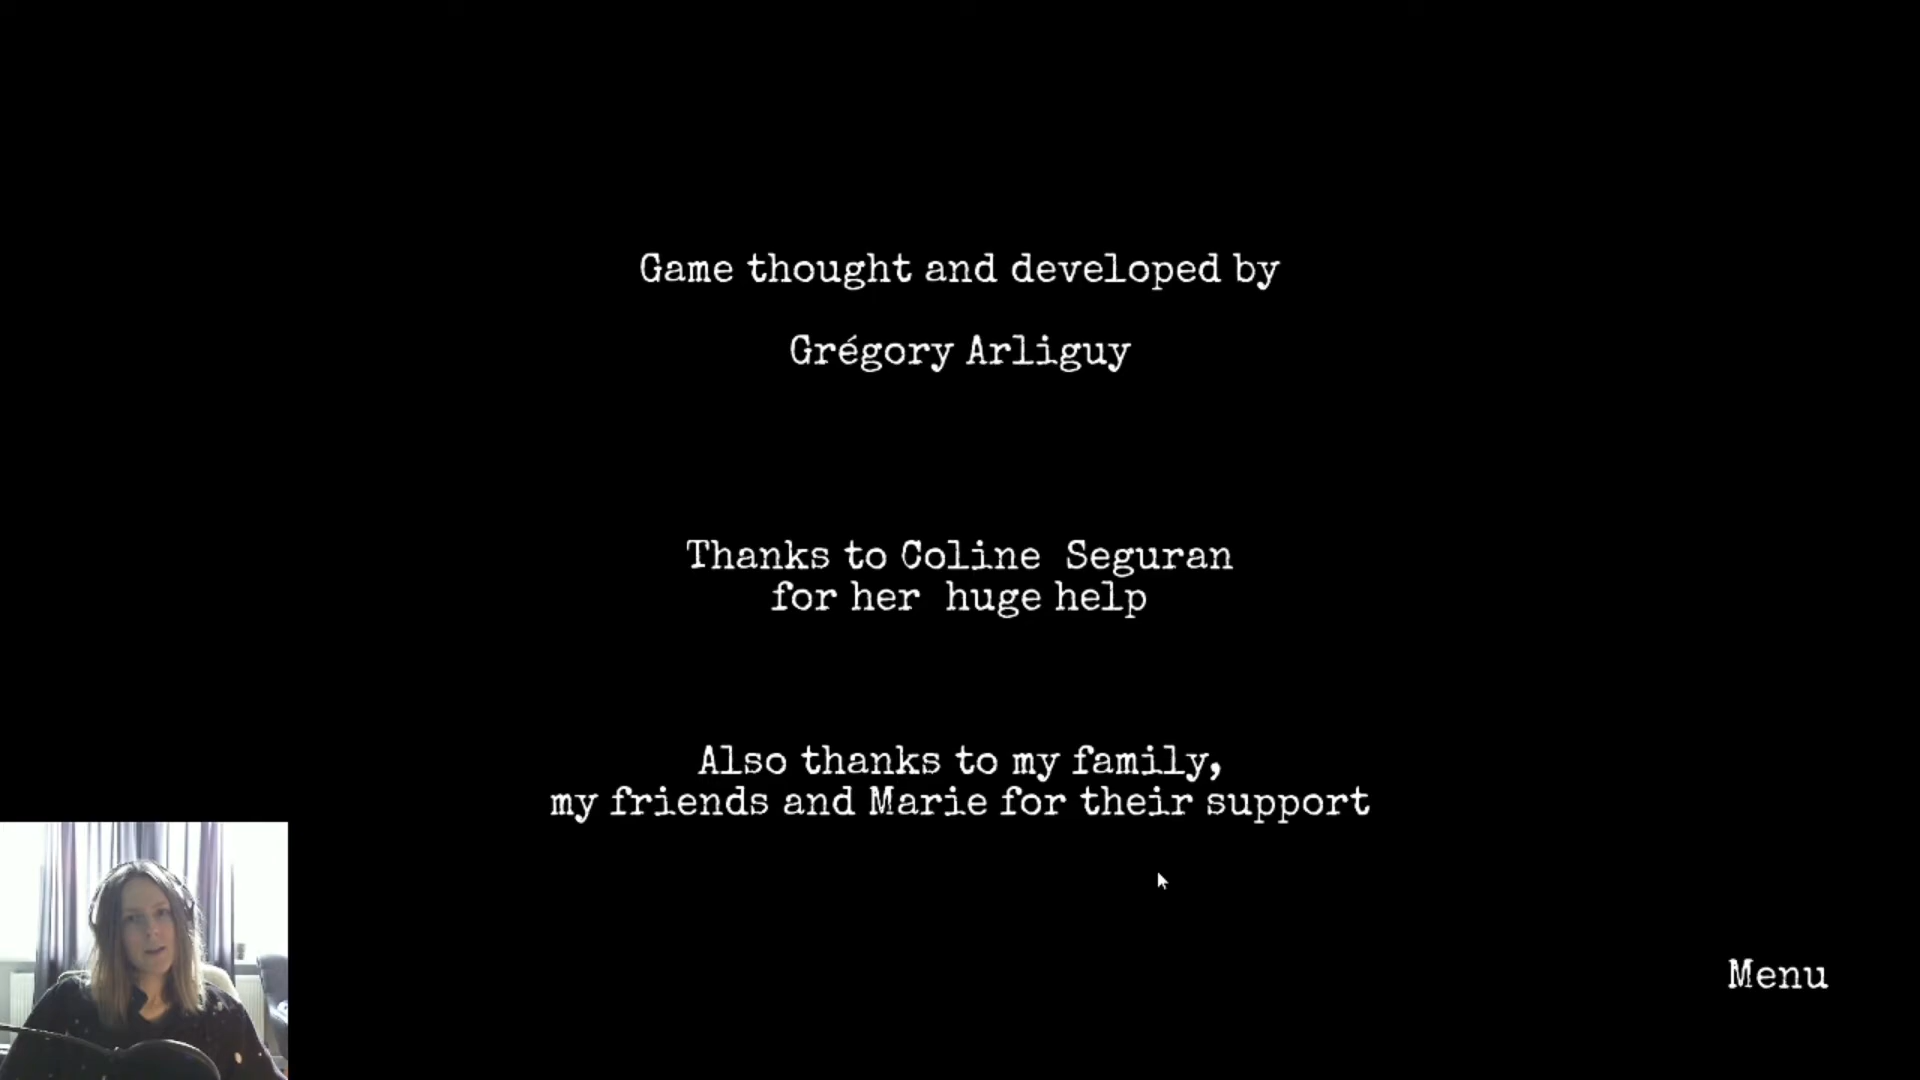 Game thought and developed by
Grégory Arliguy
Thanks to Coline  Seguran
for her  huge help
Also thanks to my family,
my friends and Marie for their support
Menu